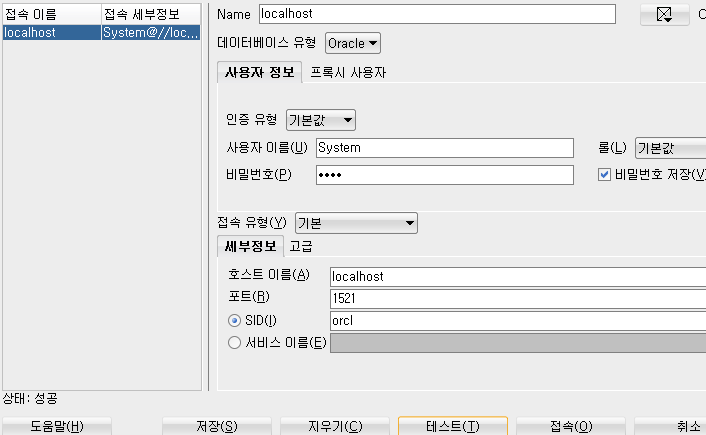 접속 이름 접속 세부정보
localhost System@//loc...
Name localhost
데이터베이스 유형 Oracle
사용자 정보 프록시 사용자
인증 유형 기본값
사용자 이름(U) System 롤(L) 기본값
비밀번호(P) •••• 비밀번호 저장(V)
접속 유형(Y) 기본
세부정보 고급
호스트 이름(A) localhost
포트(R) 1521
SID(I) orcl
서비스 이름(E)
상태: 성공
도움말(H) 저장(S) 지우기(C) 테스트(T) 접속(O) 취소